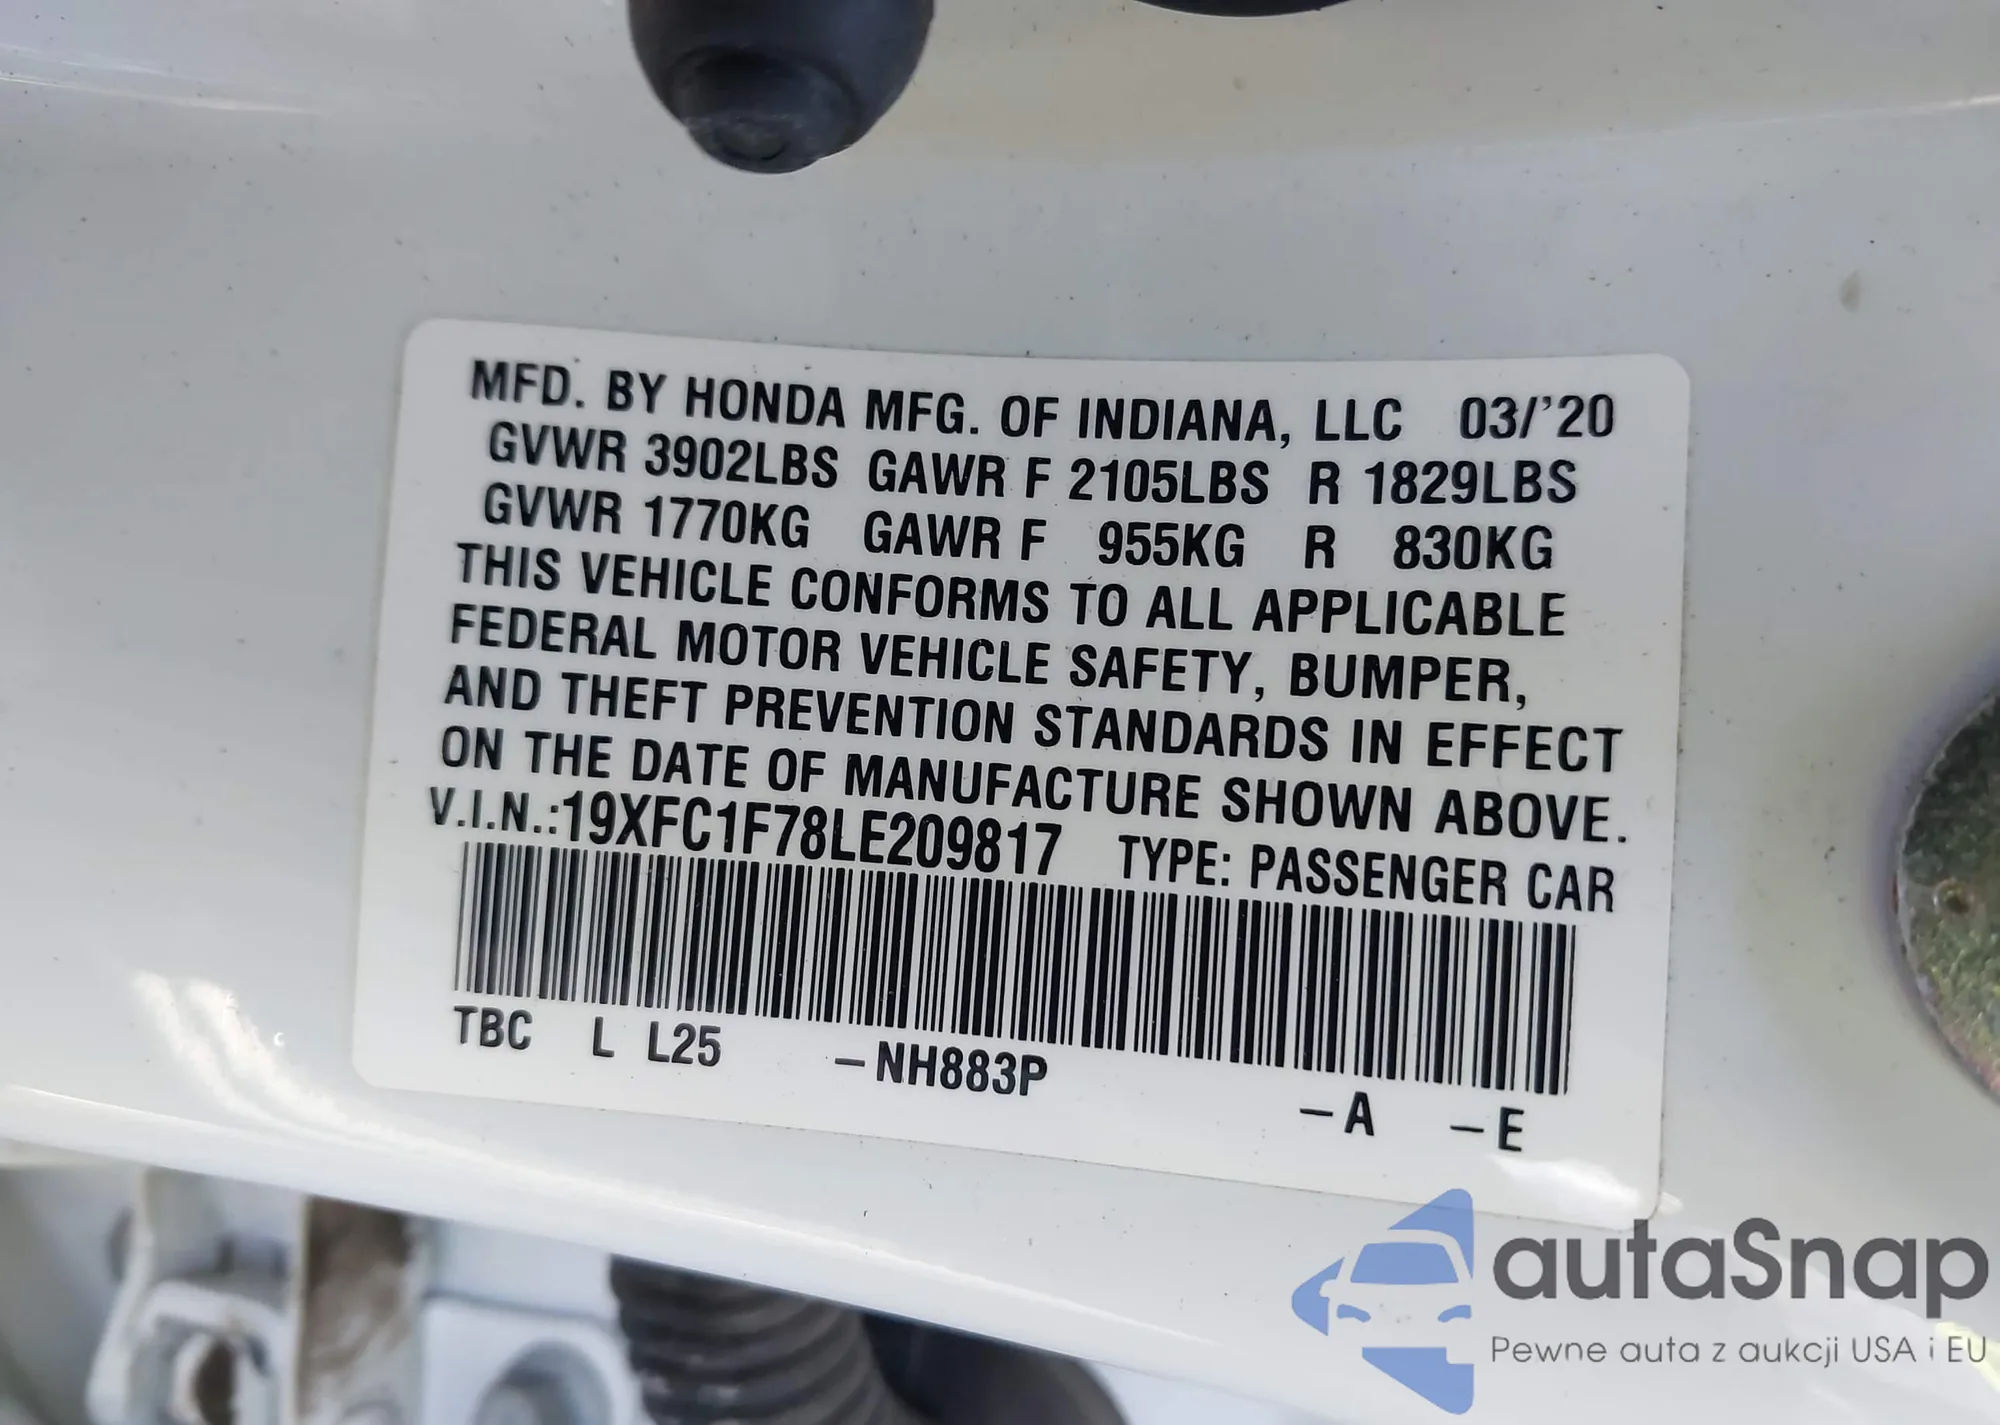 MFD. BY HONDA MFG. OF INDIANA, LLC 03/'20
GVWR 3902LBS GAWR F 2105LBS R 1829LBS
GVWR 1770KG GAWR F 955KG R 830KG
THIS VEHICLE CONFORMS TO ALL APPLICABLE
FEDERAL MOTOR VEHICLE SAFETY, BUMPER,
AND THEFT PREVENTION STANDARDS IN EFFECT
ON THE DATE OF MANUFACTURE SHOWN ABOVE.
V.I.N.:19XFC1F78LE209817 TYPE: PASSENGER CAR
TBC L L25 –NH883P –A –E
autaSnap
Pewne auta z aukcji USA i EU